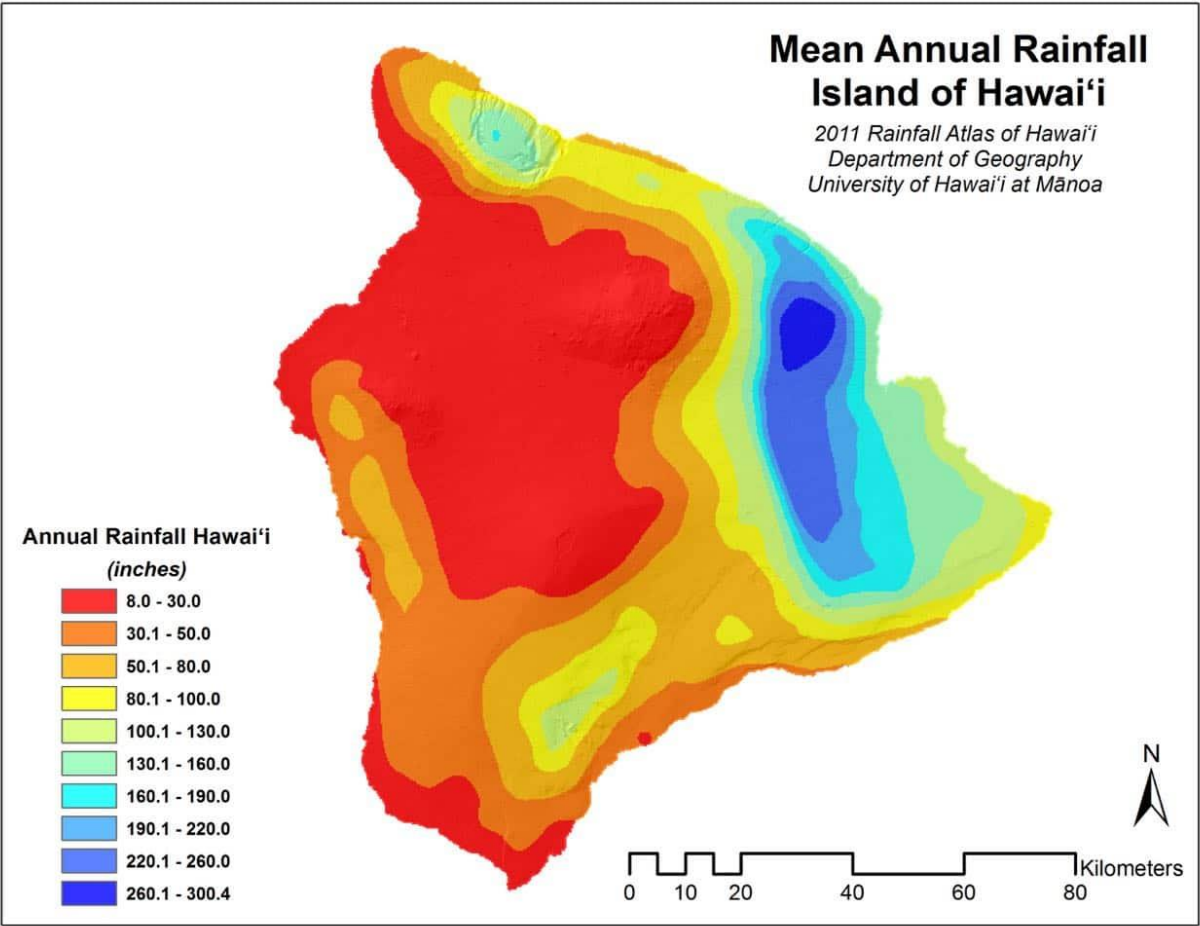 Mean Annual Rainfall
Island of Hawai‘i
2011 Rainfall Atlas of Hawai‘i
Department of Geography
University of Hawai‘i at Mānoa
Annual Rainfall Hawai‘i
(inches)
8.0 - 30.0
30.1 - 50.0
50.1 - 80.0
80.1 - 100.0
100.1 - 130.0
130.1 - 160.0
160.1 - 190.0
190.1 - 220.0
220.1 - 260.0
260.1 - 300.4
N
Kilometers
0 10 20 40 60 80